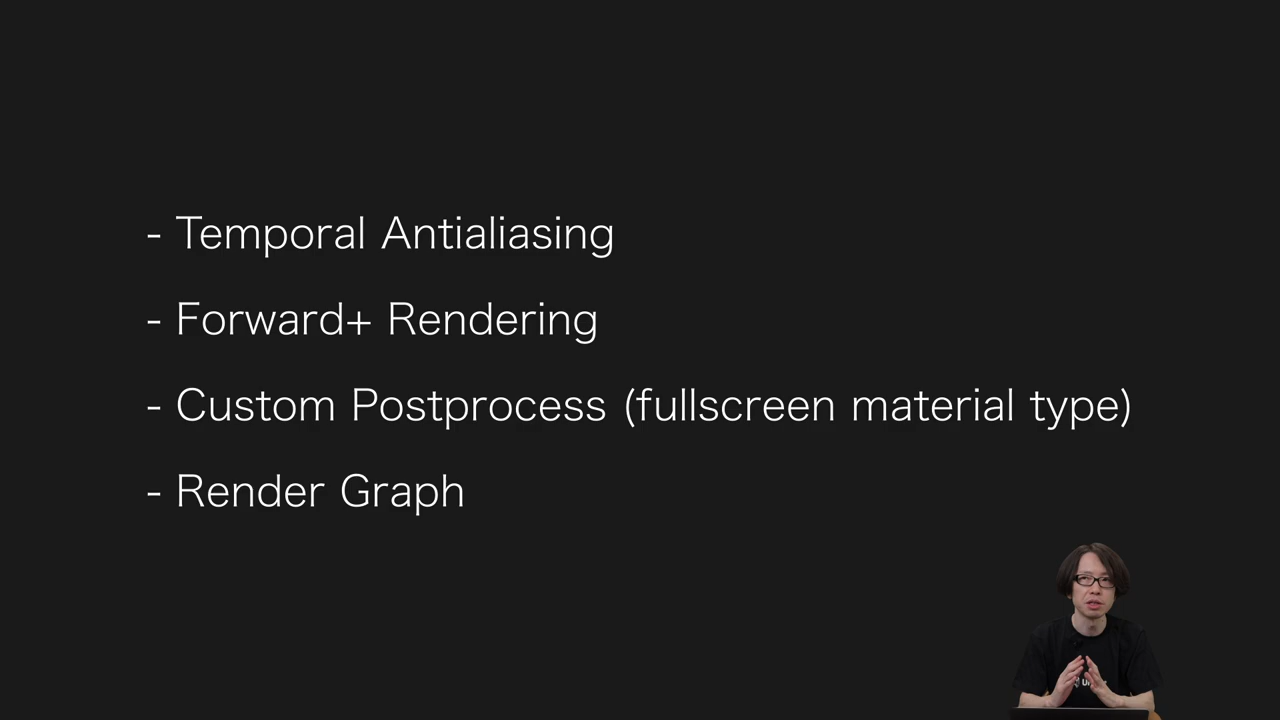 - Temporal Antialiasing
- Forward+ Rendering
- Custom Postprocess (fullscreen material type)
- Render Graph